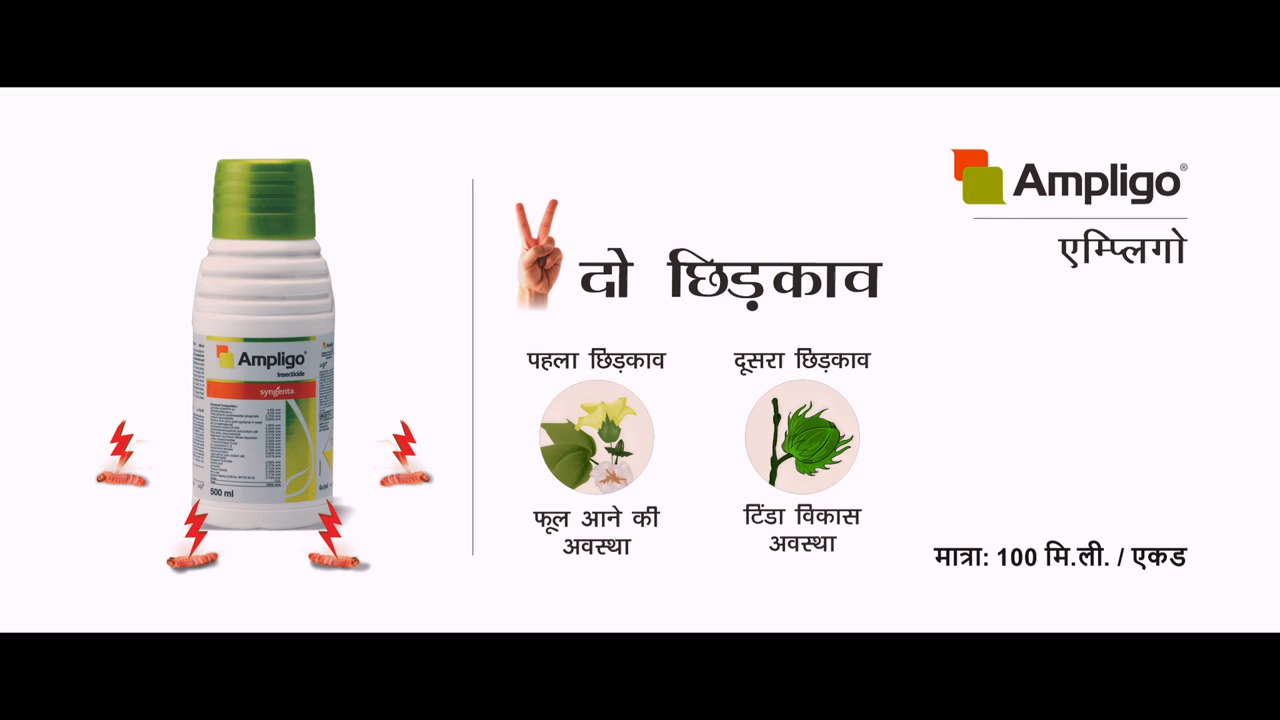 Ampligo®
एम्प्लिगो
दो छिड़काव
पहला छिड़काव
दूसरा छिड़काव
फूल आने की
अवस्था
टिंडा विकास
अवस्था
मात्रा: 100 मि.ली. / एकड
Ampligo®
Insecticide
syngenta
500 ml